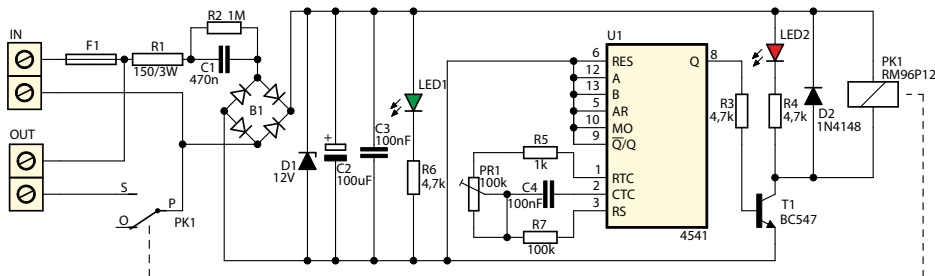 IN
F1
R1
150/3W
R2 1M
C1
470n
B1
OUT
S
P
O
PK1
D1
12V
+
C2
100uF
C3
100nF
LED1
R6
4,7k
PR1
100k
R5
1k
C4
100nF
R7
100k
U1
6 RES
12 A
13 B
5 AR
10 MO
9 Q/Q
1 RTC
2 CTC
3 RS
Q 8
4541
R3
4,7k
LED2
R4
4,7k
D2
1N4148
T1
BC547
PK1
RM96P12